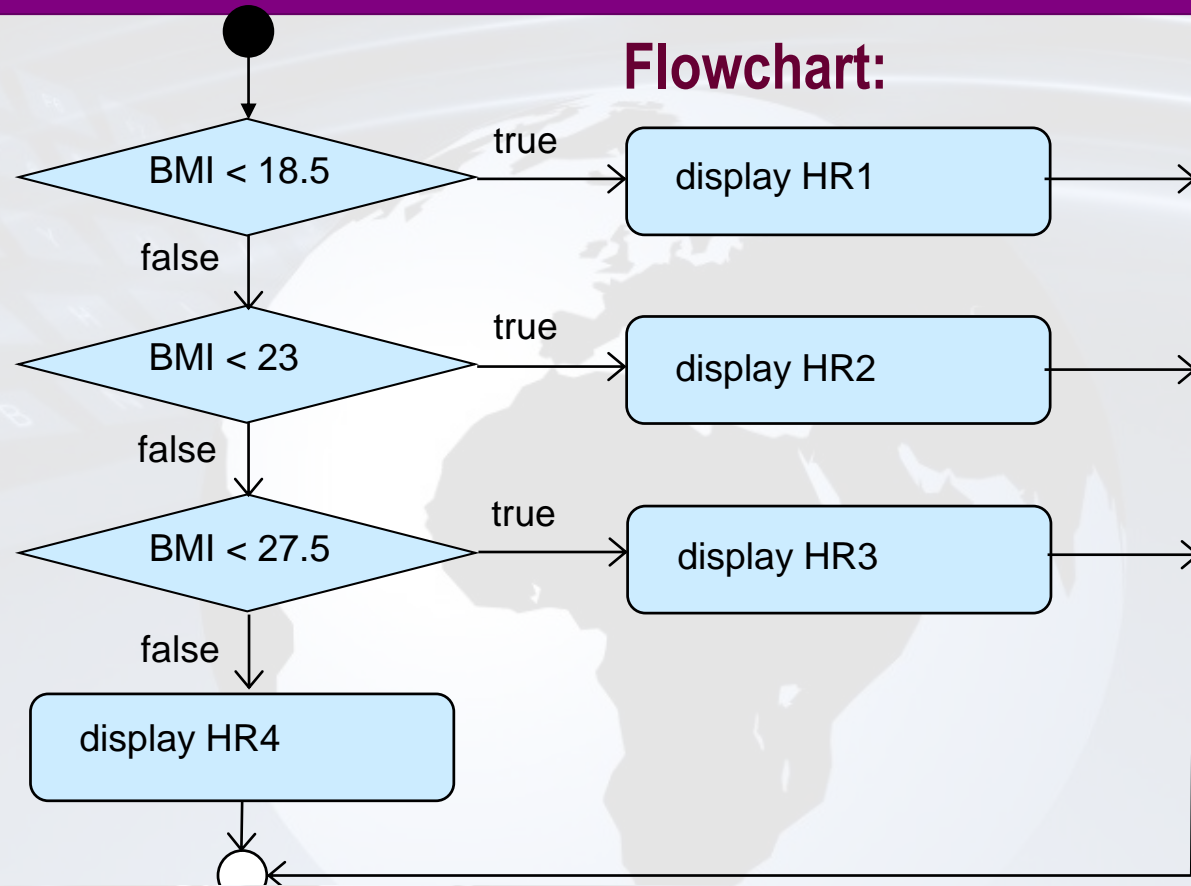 Flowchart:
BMI < 18.5
true
display HR1
false
BMI < 23
true
display HR2
false
BMI < 27.5
true
display HR3
false
display HR4